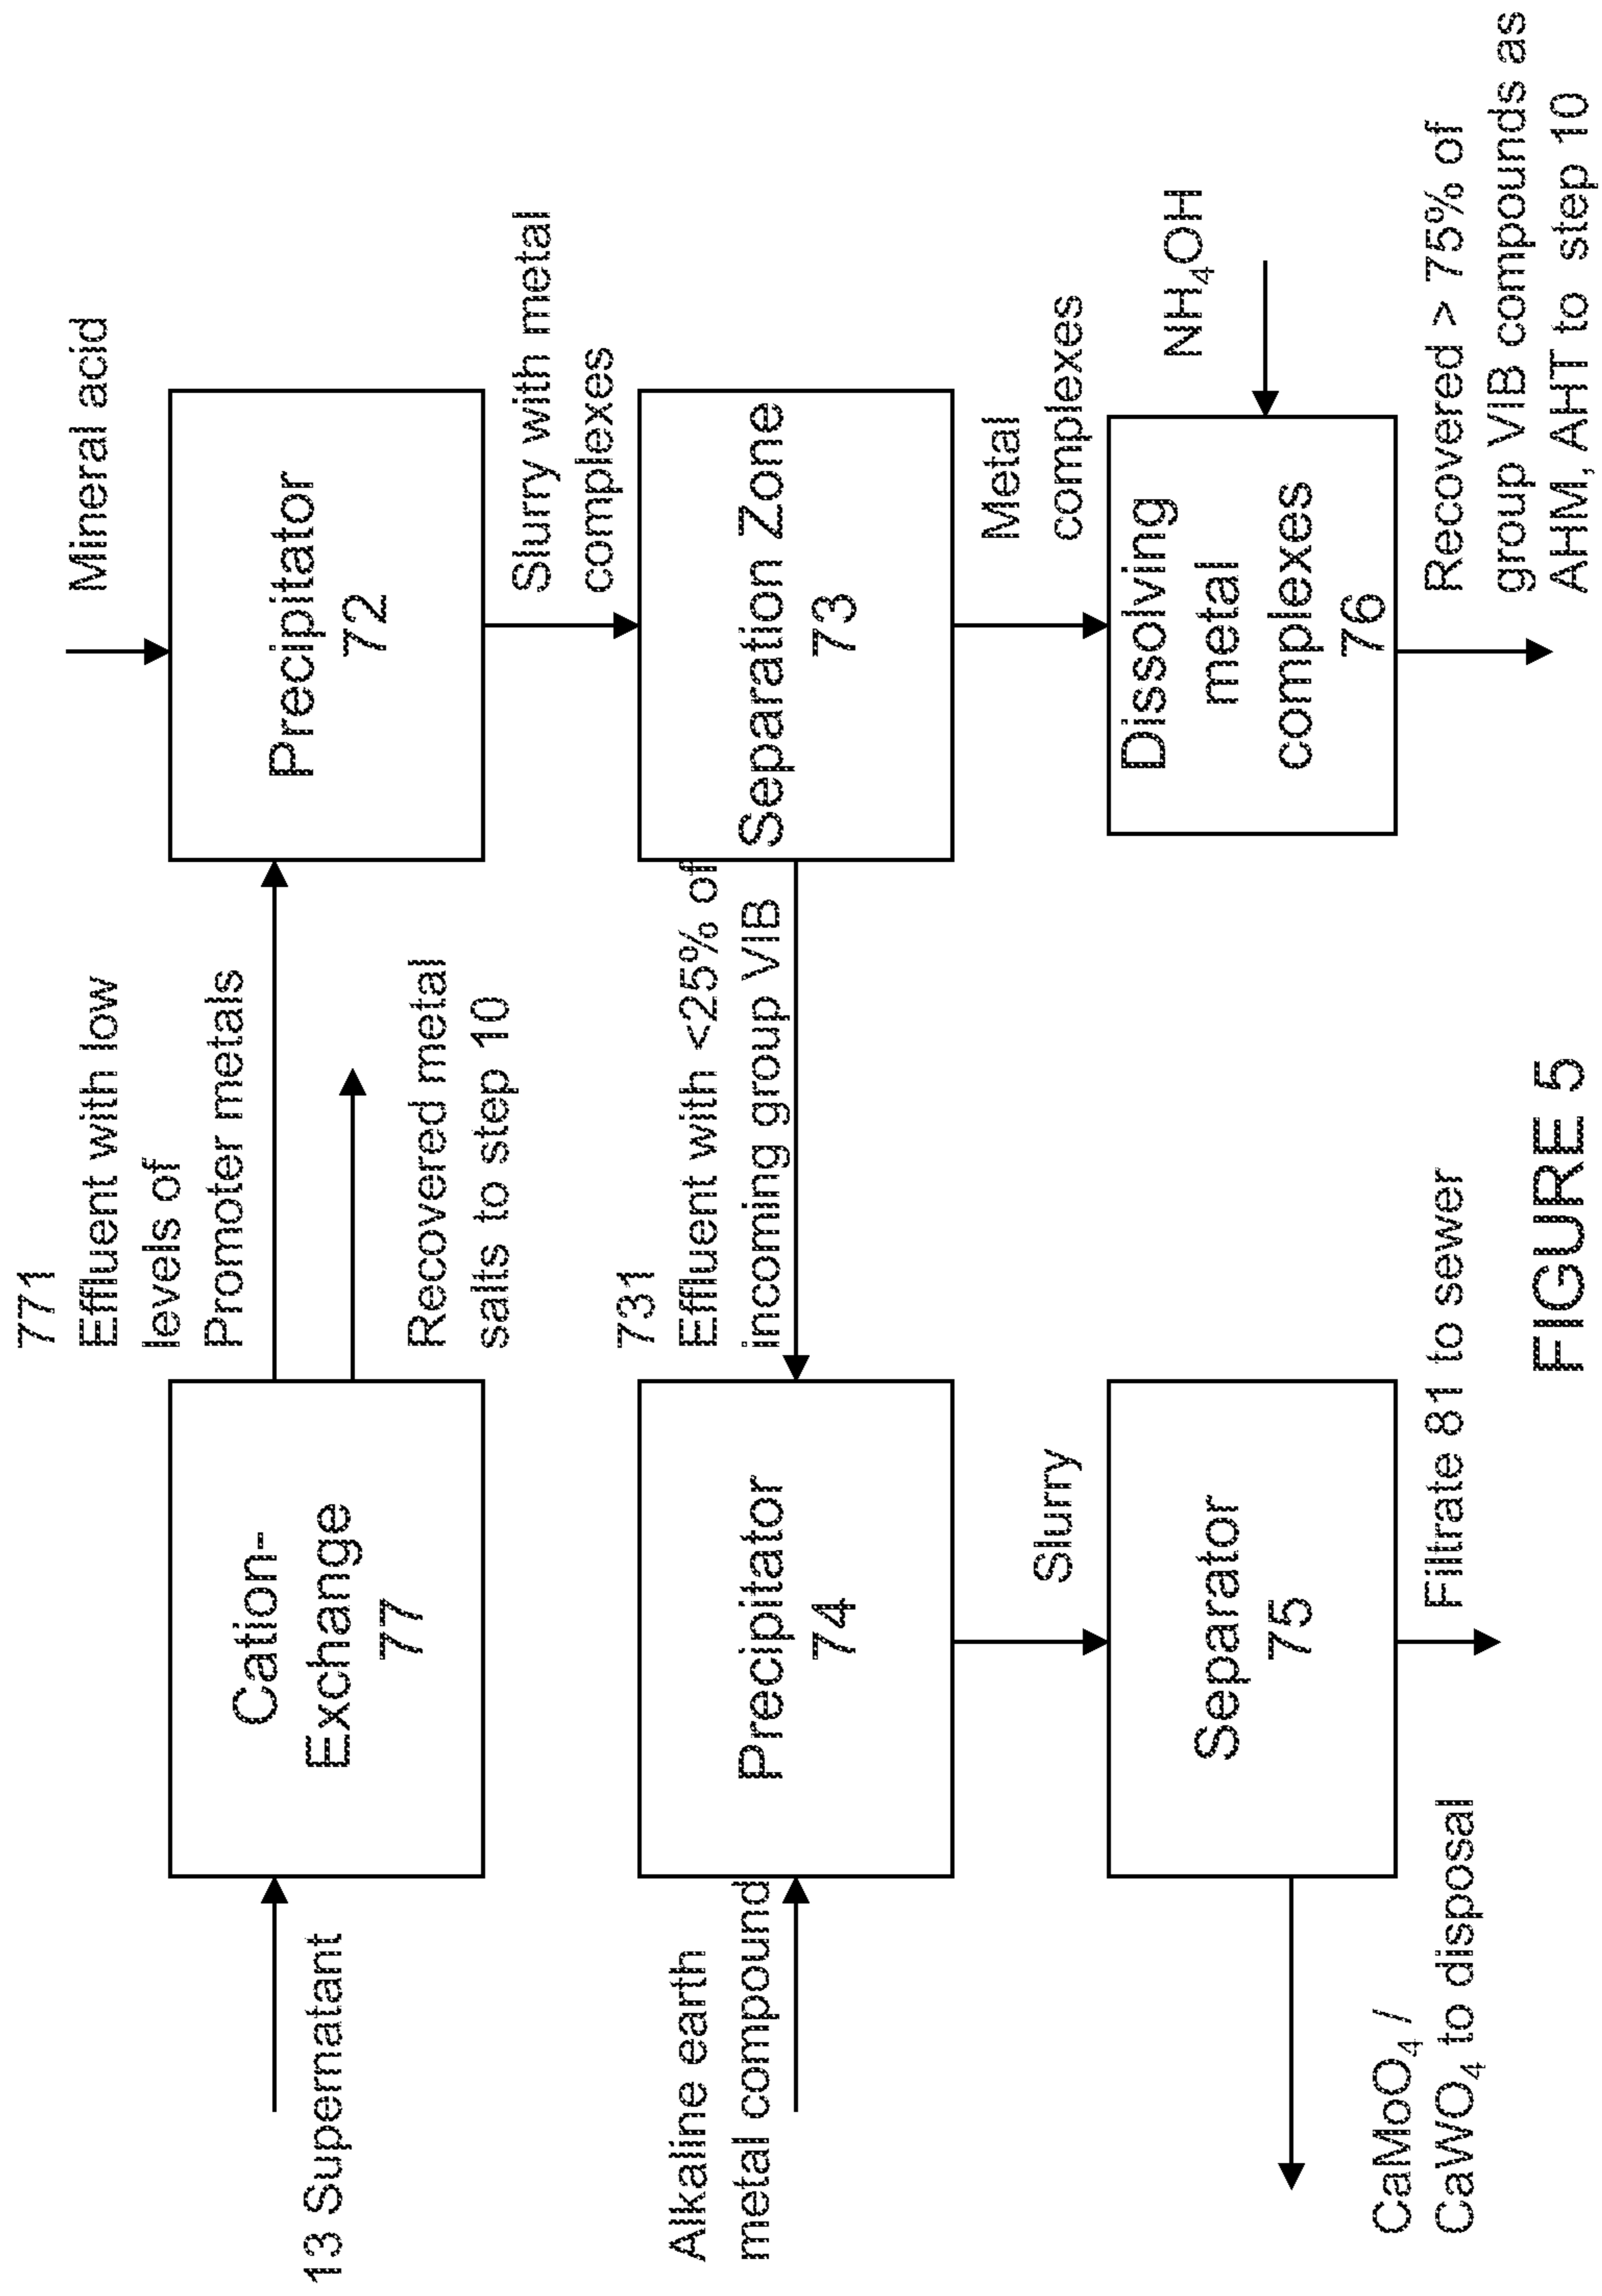 771
Effluent with low
levels of
Promoter metals
Mineral acid
Cation-
Exchange
77
Precipitator
72
13 Supernatant
Recovered metal
salts to step 10
Slurry with metal
complexes
731
Effluent with <25% of
incoming group VIB
Alkaline earth
metal compound
Precipitator
74
Separation Zone
73
Slurry
Metal
complexes
NH₄OH
Separator
75
Dissolving
metal
complexes
76
CaMoO₄ /
CaWO₄ to disposal
Filtrate 81 to sewer
Recovered > 75% of
group VIB compounds as
AHM, AHT to step 10
FIGURE 5